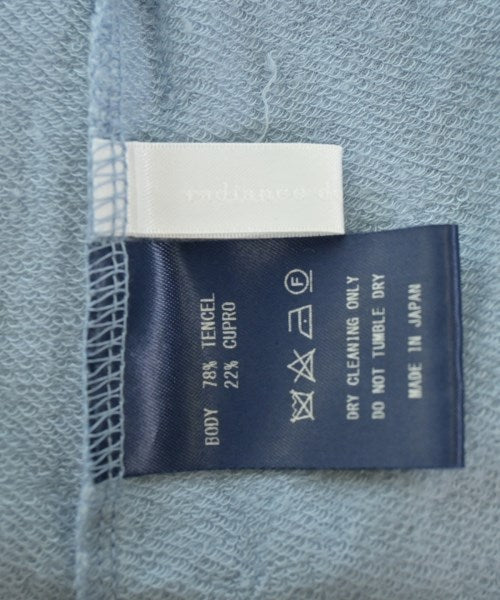 radiance d
BODY 78% TENCEL
22% CUPRO
F
DRY CLEANING ONLY
DO NOT TUMBLE DRY
MADE IN JAPAN